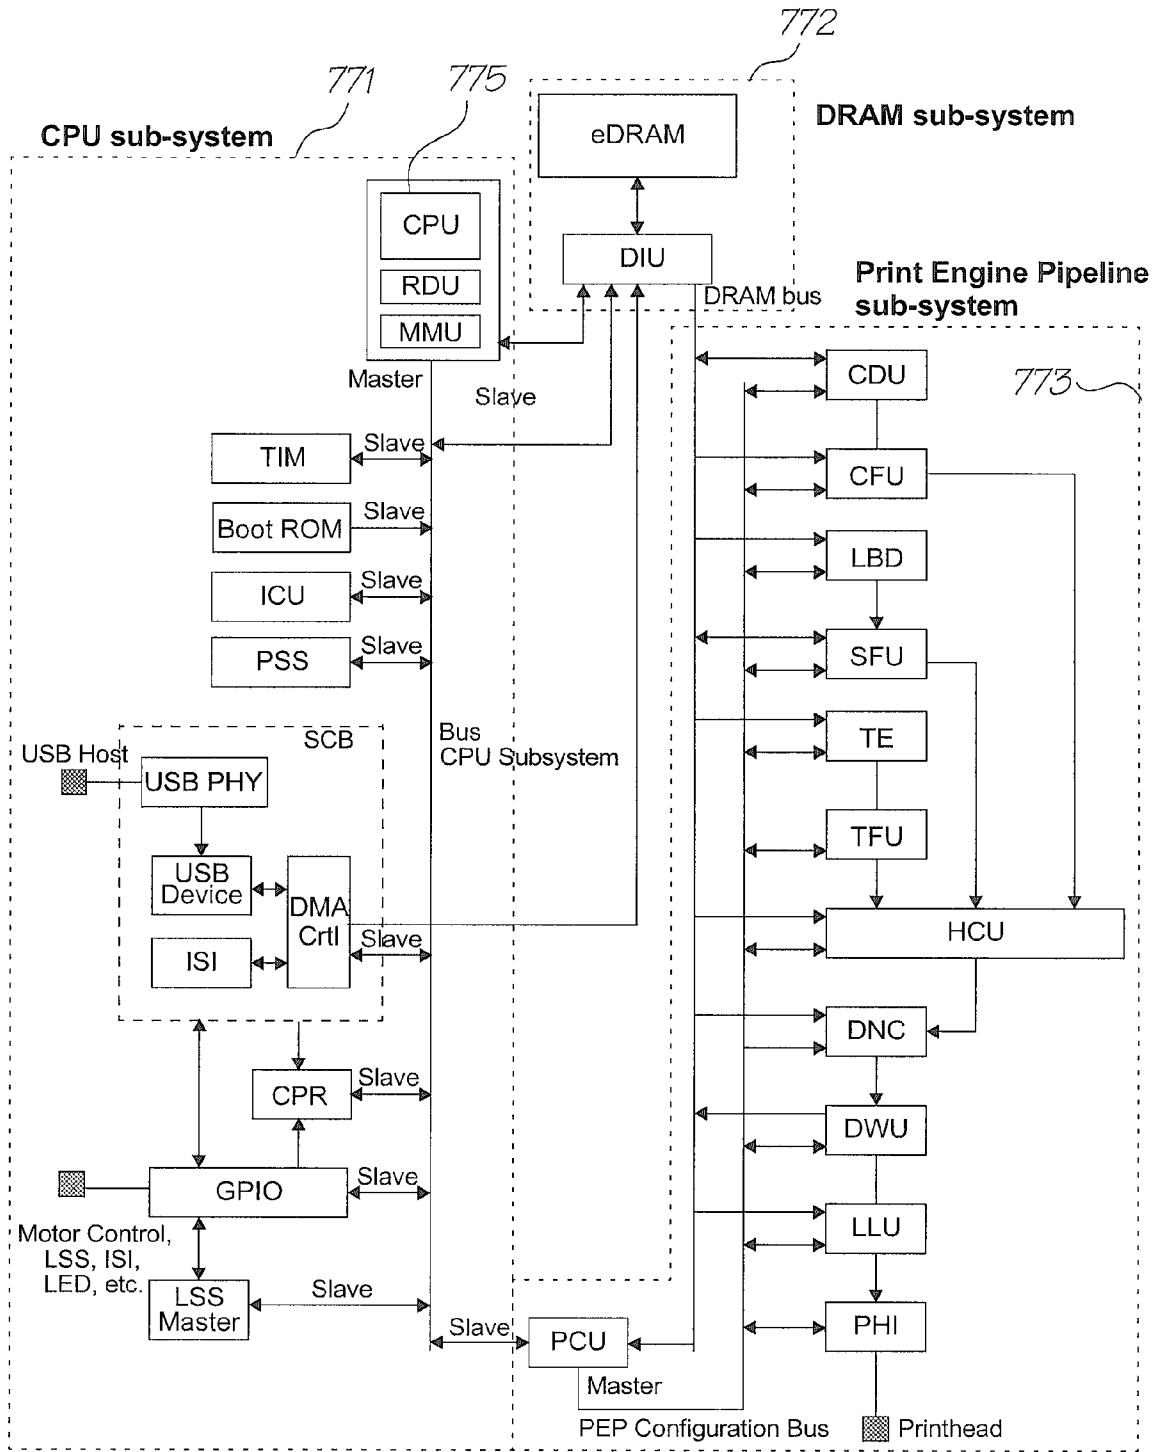 772
771
775
CPU sub-system
DRAM sub-system
eDRAM
CPU
DIU
RDU
MMU
DRAM bus
Print Engine Pipeline
sub-system
Master
Slave
773
CDU
TIM
Slave
CFU
Boot ROM
Slave
LBD
ICU
Slave
PSS
Slave
SFU
SCB
Bus
CPU Subsystem
TE
USB Host
USB PHY
TFU
USB
Device
DMA
Crtl
Slave
ISI
HCU
DNC
CPR
Slave
DWU
GPIO
Slave
Motor Control,
LSS, ISI,
LED, etc.
LLU
LSS
Master
Slave
Slave
PCU
PHI
Master
PEP Configuration Bus
Printhead